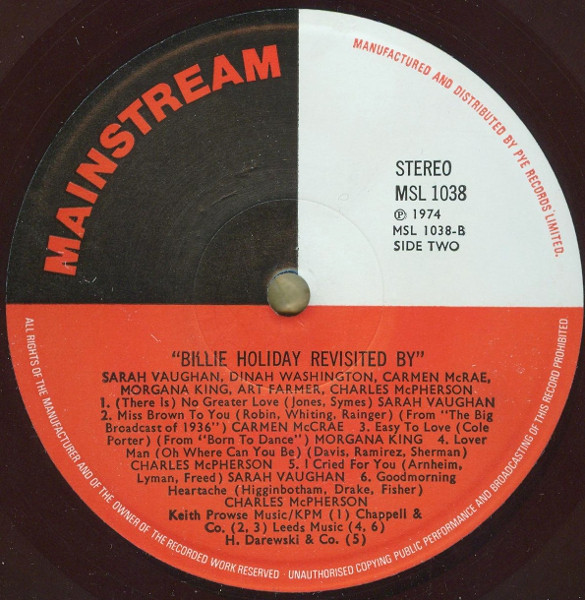 MAINSTREAM
MANUFACTURED AND DISTRIBUTED BY PYE RECORDS LIMITED.
STEREO
MSL 1038
℗ 1974
MSL 1038-B
SIDE TWO
"BILLIE HOLIDAY REVISITED BY"
SARAH VAUGHAN, DINAH WASHINGTON, CARMEN McRAE,
MORGANA KING, ART FARMER, CHARLES McPHERSON
1. (There is) No Greater Love (Jones, Symes) SARAH VAUGHAN
2. Miss Brown To You (Robin, Whiting, Rainger) (From "The Big
Broadcast of 1936") CARMEN McCRAE 3. Easy To Love (Cole
Porter) (From "Born To Dance") MORGANA KING 4. Lover
Man (Oh Where Can You Be) (Davis, Ramirez, Sherman)
CHARLES McPHERSON 5. I Cried For You (Arnheim,
Lyman, Freed) SARAH VAUGHAN 6. Goodmorning
Heartache (Higginbotham, Drake, Fisher)
CHARLES McPHERSON
Keith Prowse Music/KPM (1) Chappell &
Co. (2, 3) Leeds Music (4, 6)
H. Darewski & Co. (5)
ALL RIGHTS OF THE MANUFACTURER AND OF THE OWNER OF THE RECORDED WORK RESERVED · UNAUTHORISED COPYING PUBLIC PERFORMANCE AND BROADCASTING OF THIS RECORD PROHIBITED